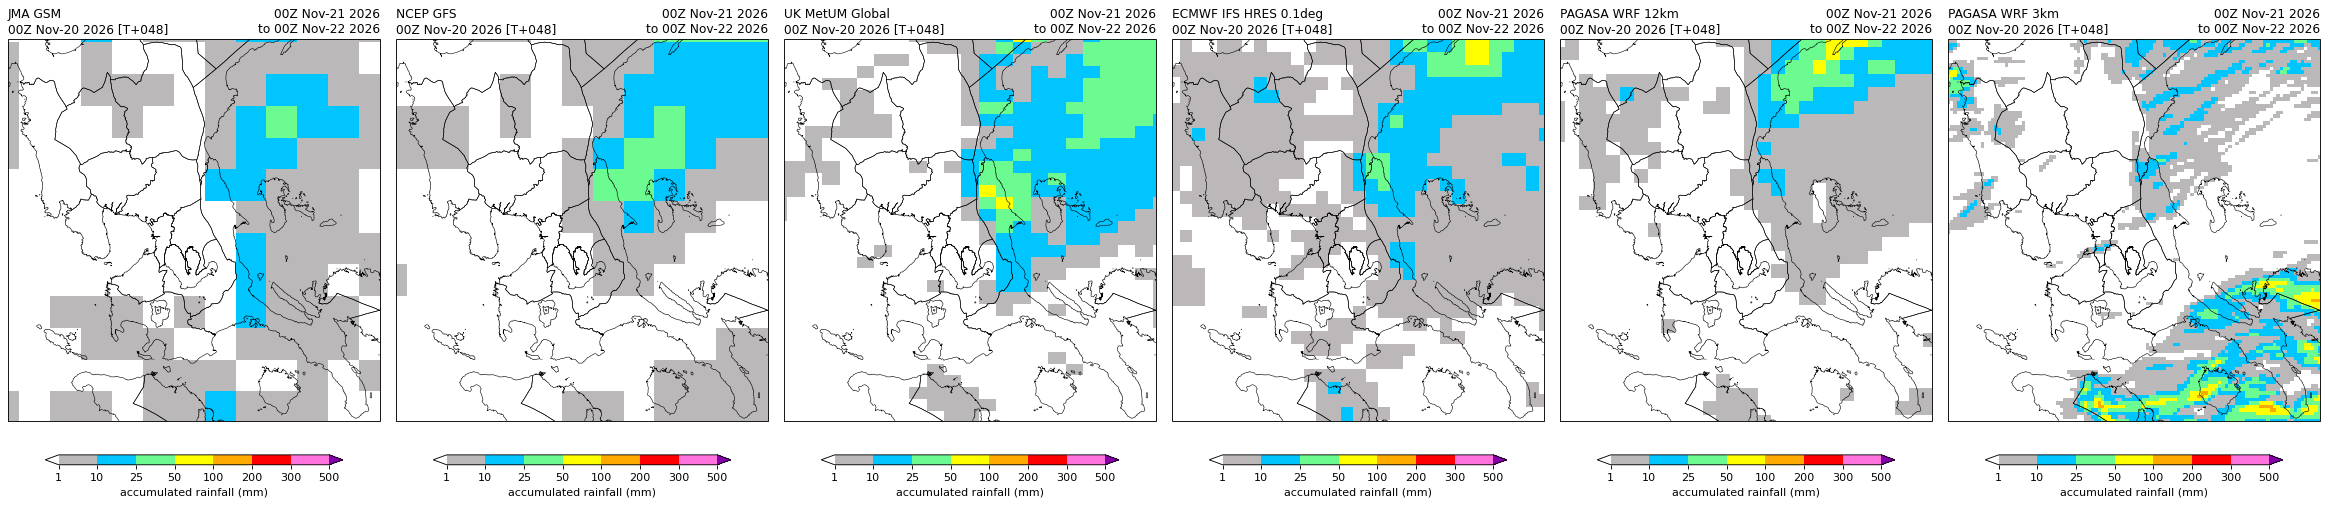 JMA GSM 00Z Nov-21 2026
00Z Nov-20 2026 [T+048] to 00Z Nov-22 2026
NCEP GFS 00Z Nov-21 2026
00Z Nov-20 2026 [T+048] to 00Z Nov-22 2026
UK MetUM Global 00Z Nov-21 2026
00Z Nov-20 2026 [T+048] to 00Z Nov-22 2026
ECMWF IFS HRES 0.1deg 00Z Nov-21 2026
00Z Nov-20 2026 [T+048] to 00Z Nov-22 2026
PAGASA WRF 12km 00Z Nov-21 2026
00Z Nov-20 2026 [T+048] to 00Z Nov-22 2026
PAGASA WRF 3km 00Z Nov-21 2026
00Z Nov-20 2026 [T+048] to 00Z Nov-22 2026
1 10 25 50 100 200 300 500
accumulated rainfall (mm)
1 10 25 50 100 200 300 500
accumulated rainfall (mm)
1 10 25 50 100 200 300 500
accumulated rainfall (mm)
1 10 25 50 100 200 300 500
accumulated rainfall (mm)
1 10 25 50 100 200 300 500
accumulated rainfall (mm)
1 10 25 50 100 200 300 500
accumulated rainfall (mm)